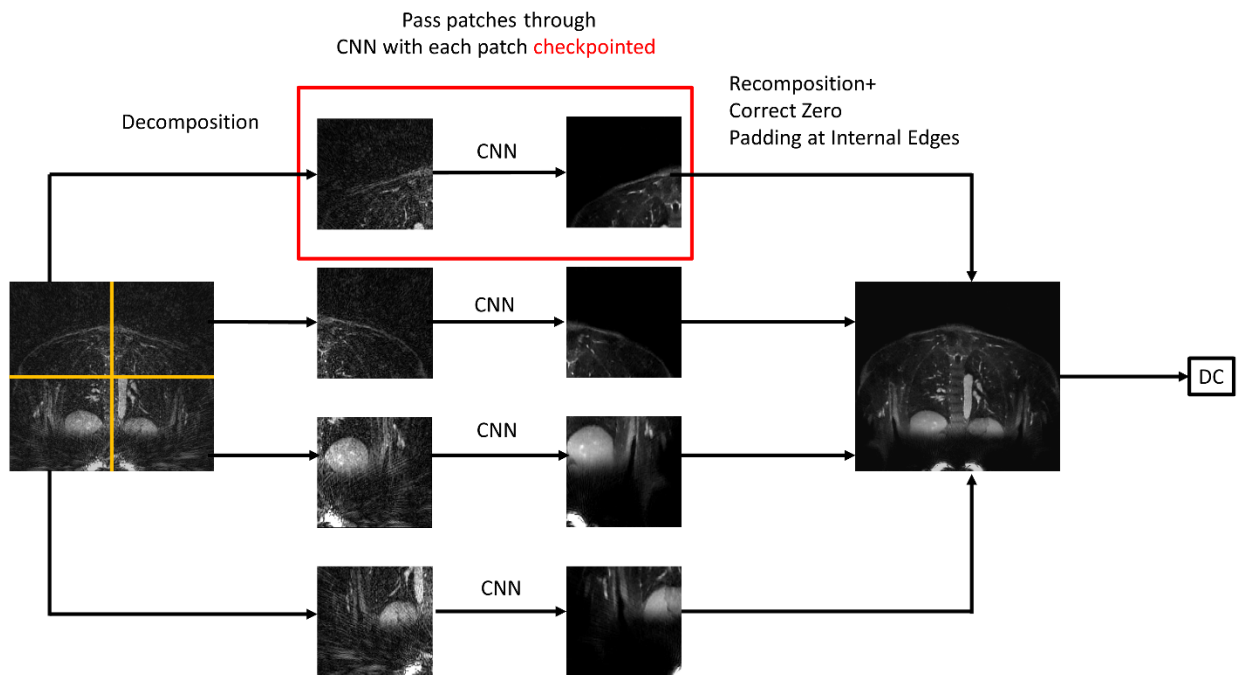 Pass patches through
CNN with each patch checkpointed
Decomposition
Recomposition+
Correct Zero
Padding at Internal Edges
CNN
CNN
CNN
CNN
DC